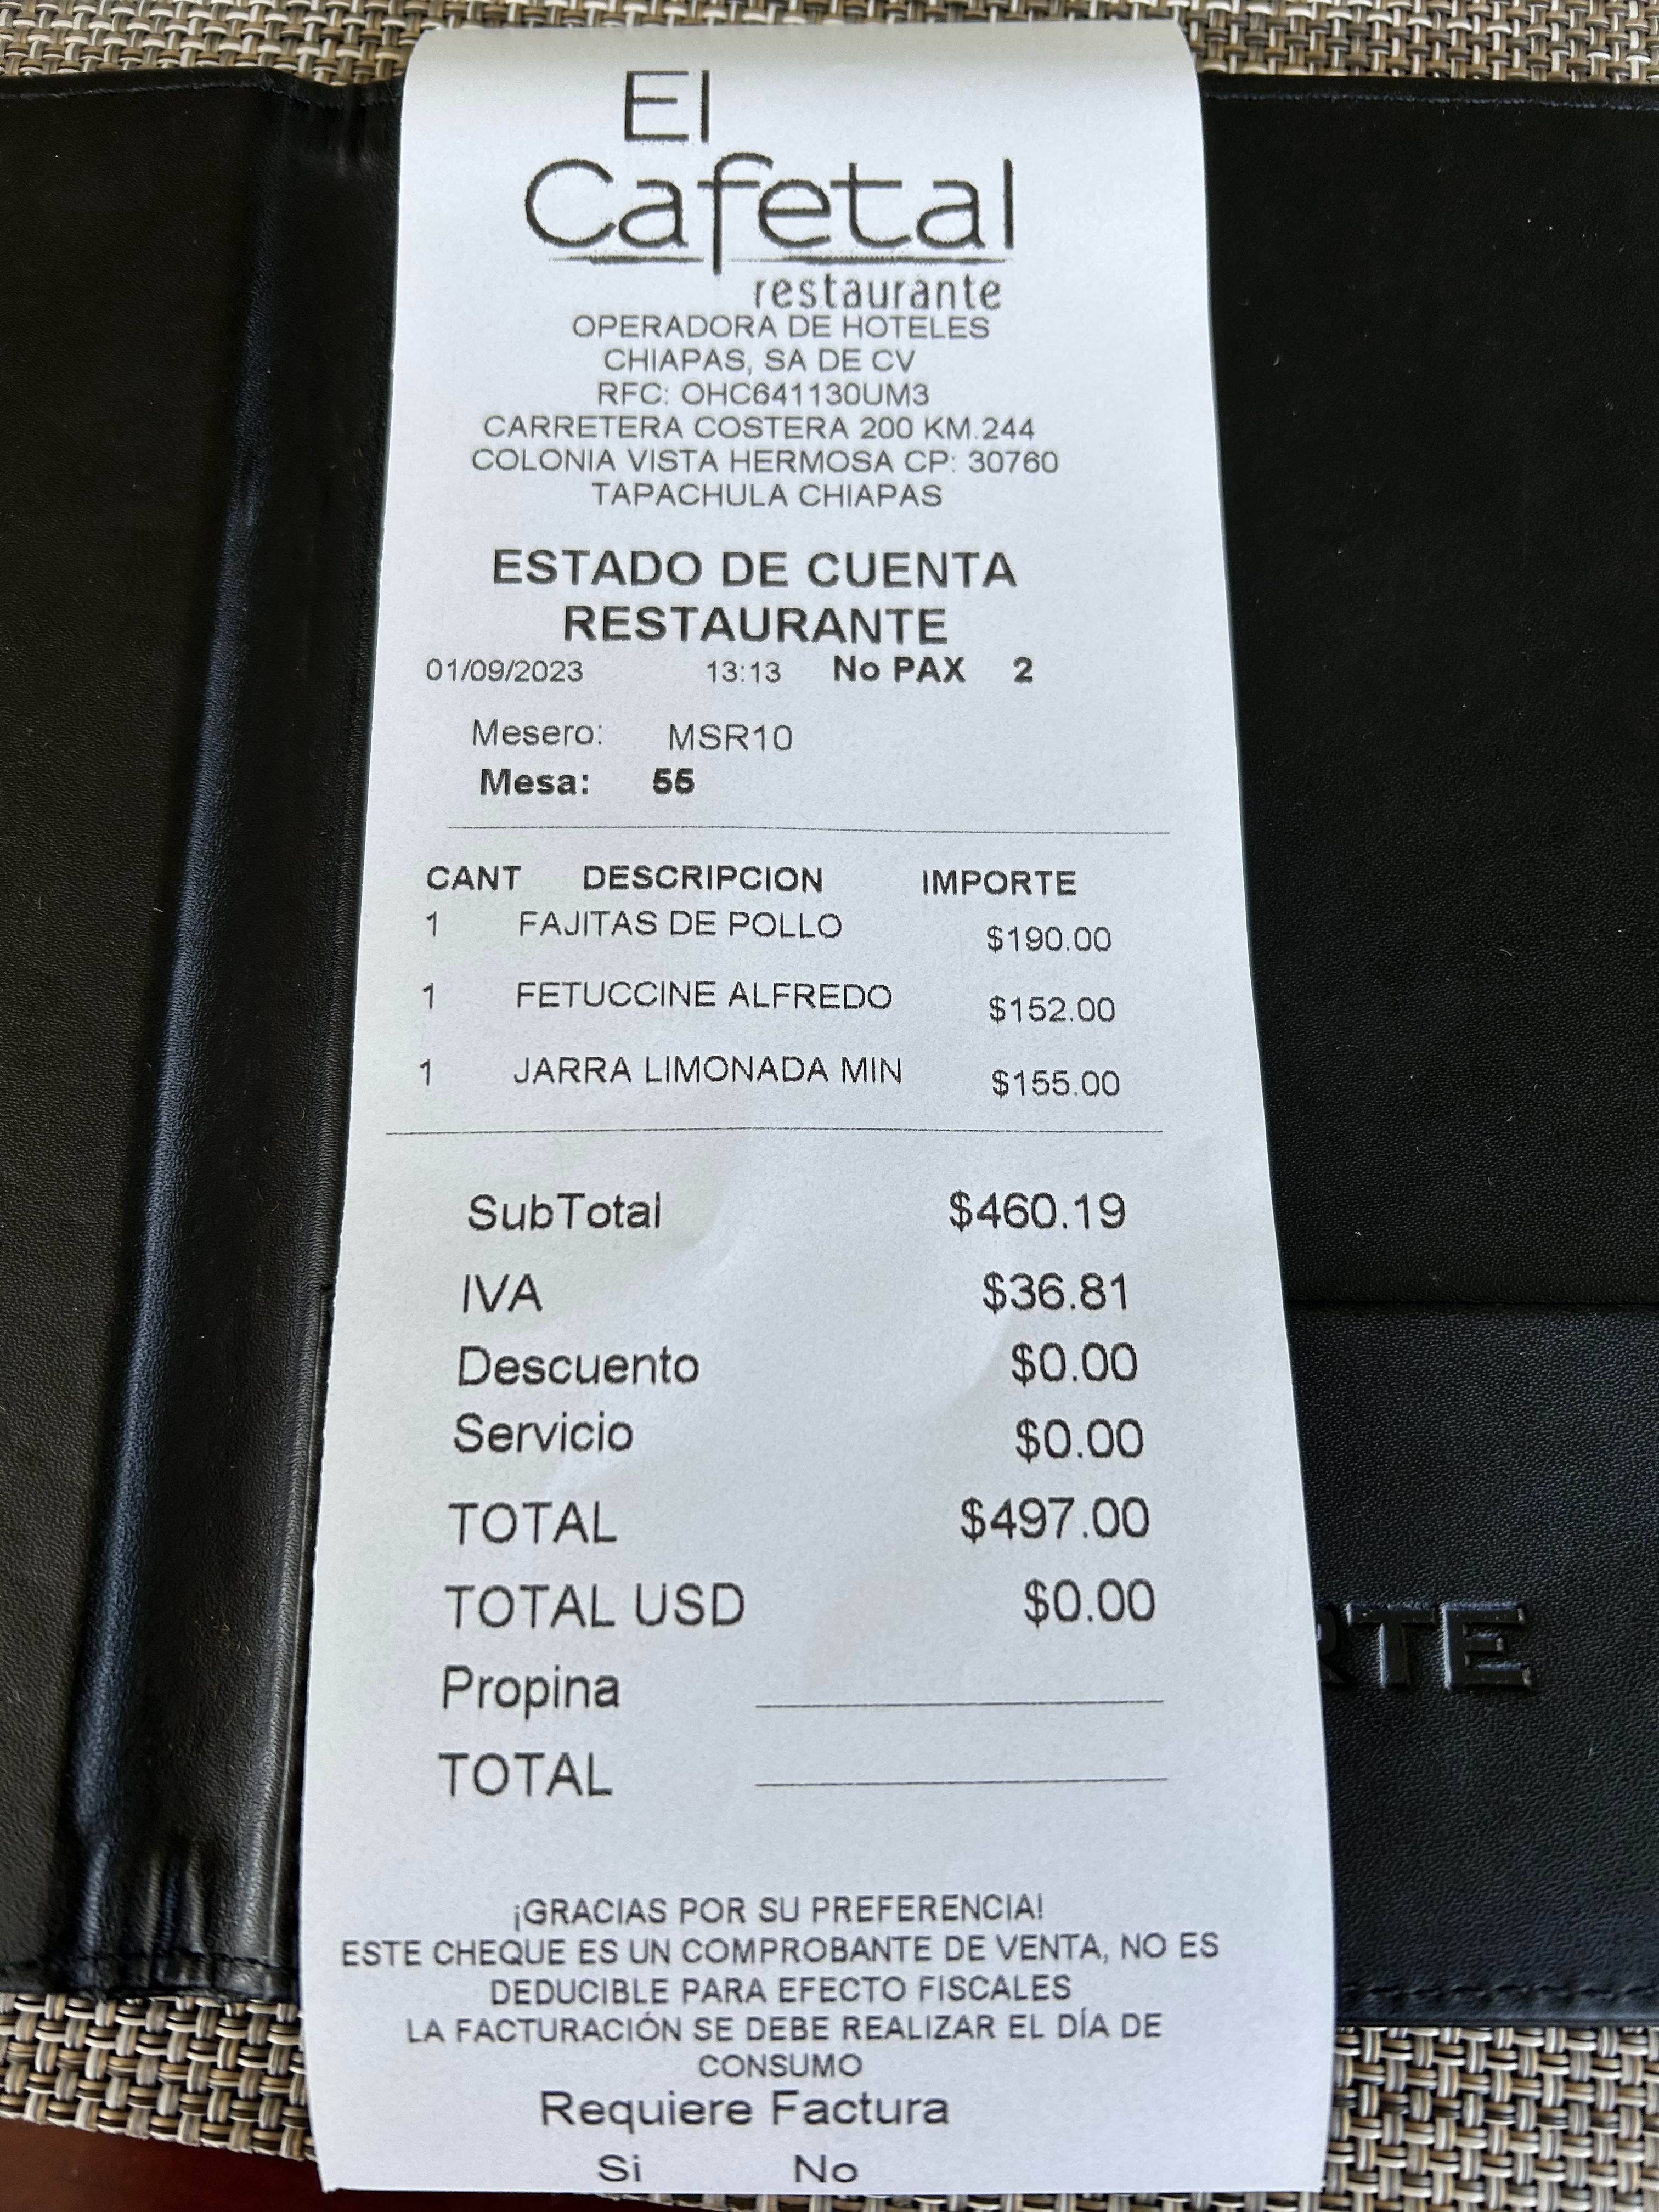 El
Cafetal
restaurante
OPERADORA DE HOTELES
CHIAPAS, SA DE CV
RFC: OHC641130UM3
CARRETERA COSTERA 200 KM.244
COLONIA VISTA HERMOSA CP: 30760
TAPACHULA CHIAPAS
ESTADO DE CUENTA
RESTAURANTE
01/09/2023 13:13 No PAX 2
Mesero: MSR10
Mesa: 55
CANT DESCRIPCION IMPORTE
1 FAJITAS DE POLLO $190.00
1 FETUCCINE ALFREDO $152.00
1 JARRA LIMONADA MIN $155.00
SubTotal $460.19
IVA $36.81
Descuento $0.00
Servicio $0.00
TOTAL $497.00
TOTAL USD $0.00
Propina
TOTAL
¡GRACIAS POR SU PREFERENCIA!
ESTE CHEQUE ES UN COMPROBANTE DE VENTA, NO ES
DEDUCIBLE PARA EFECTO FISCALES
LA FACTURACIÓN SE DEBE REALIZAR EL DÍA DE
CONSUMO
Requiere Factura
Si No